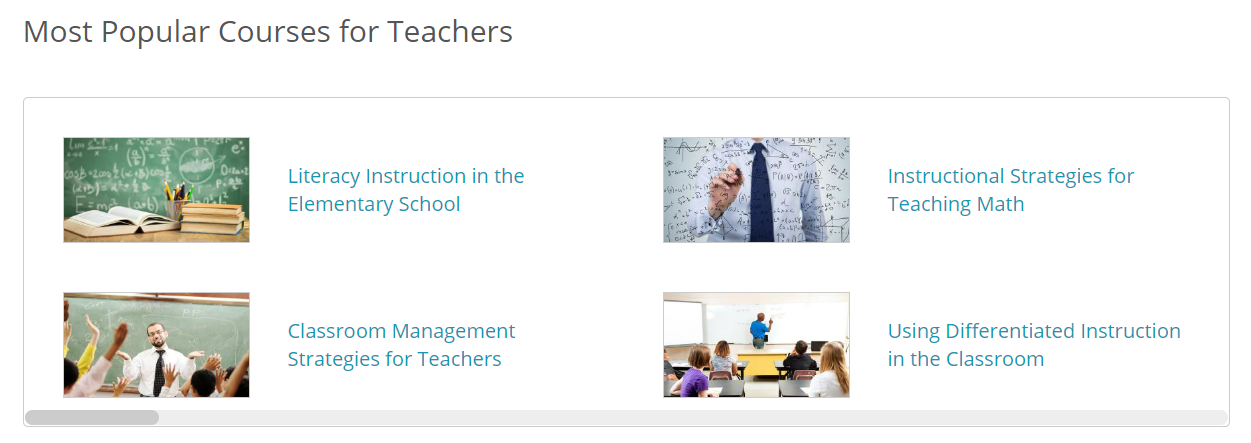 Most Popular Courses for Teachers
Literacy Instruction in the
Elementary School
Instructional Strategies for
Teaching Math
Classroom Management
Strategies for Teachers
Using Differentiated Instruction
in the Classroom